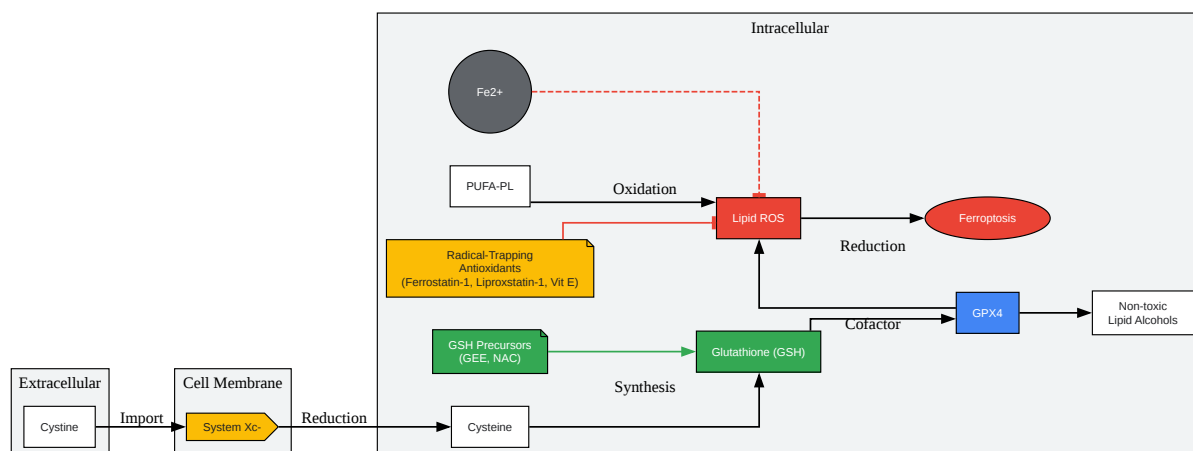 Intracellular
Fe2+
PUFA-PL
Oxidation
Lipid ROS
Ferroptosis
Reduction
Radical-Trapping
Antioxidants
(Ferrostatin-1, Liproxstatin-1, Vit E)
GPX4
Non-toxic
Lipid Alcohols
Cofactor
GSH Precursors
(GEE, NAC)
Glutathione (GSH)
Synthesis
Extracellular
Cell Membrane
Cystine
Import
System Xc-
Reduction
Cysteine